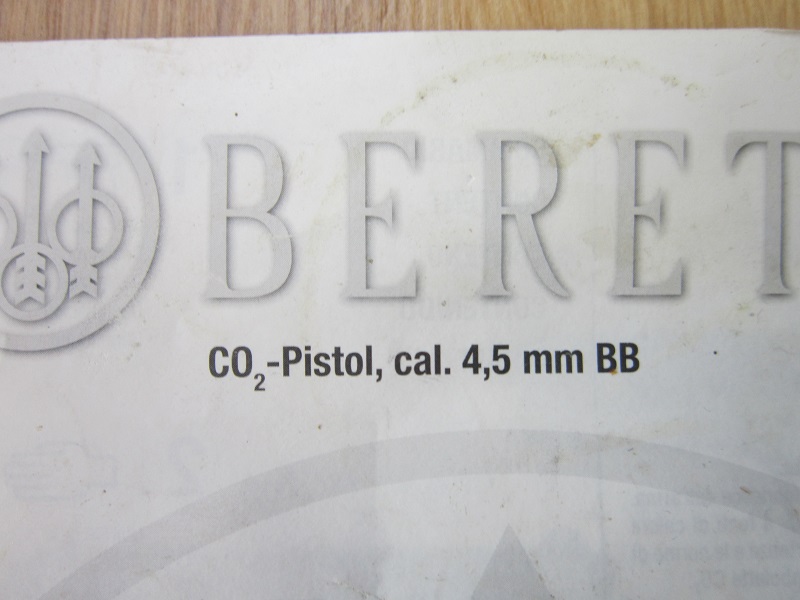 BERET
CO₂-Pistol, cal. 4,5 mm BB